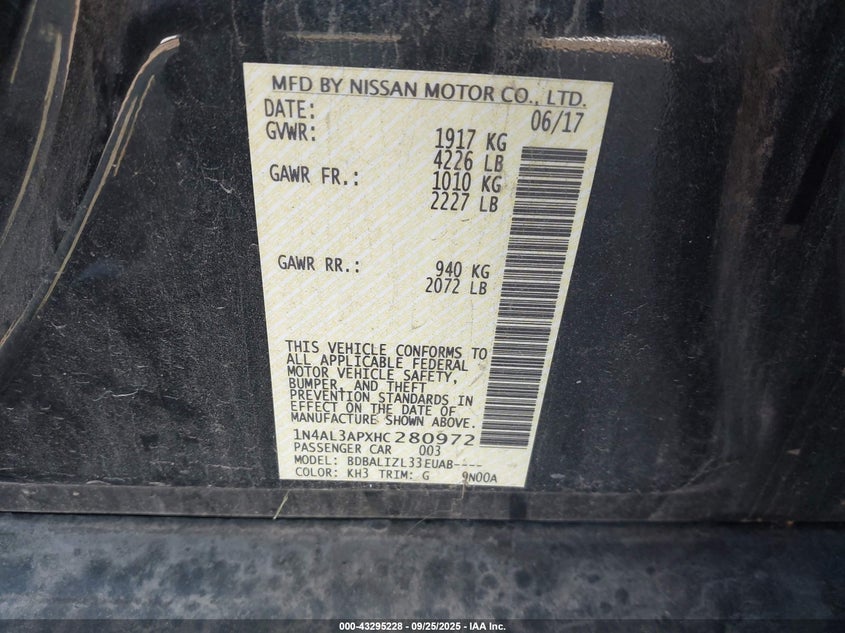 MFD BY NISSAN MOTOR CO., LTD.
DATE: 06/17
GVWR: 1917 KG
4226 LB
GAWR FR.: 1010 KG
2227 LB
GAWR RR.: 940 KG
2072 LB
THIS VEHICLE CONFORMS TO
ALL APPLICABLE FEDERAL
MOTOR VEHICLE SAFETY,
BUMPER, AND THEFT
PREVENTION STANDARDS IN
EFFECT ON THE DATE OF
MANUFACTURE SHOWN ABOVE.
1N4AL3APXHC280972
PASSENGER CAR 003
MODEL: BDBALIZL33EUAB----
COLOR: KH3 TRIM: G 9N00A
000-43295228 - 09/25/2025 - IAA Inc.